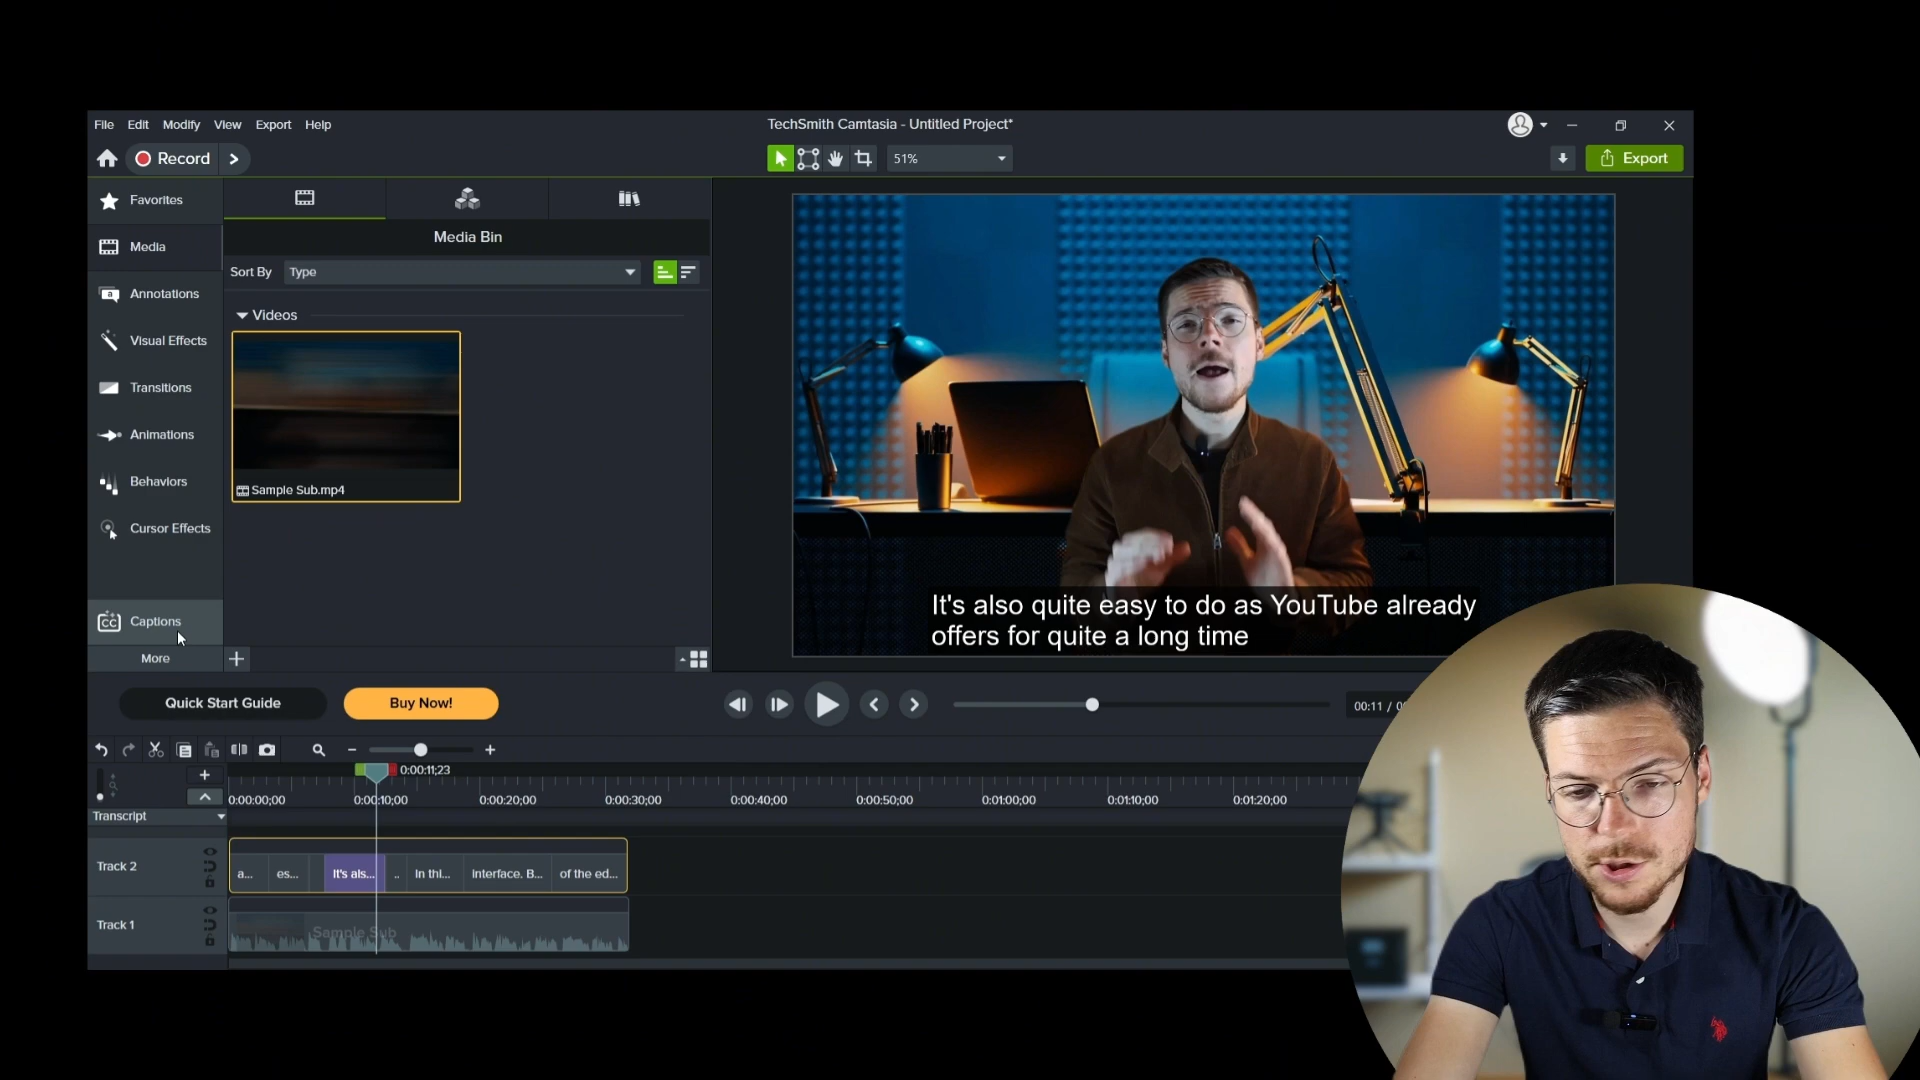 File Edit Modify View Export Help
TechSmith Camtasia - Untitled Project*
Record
51%
Export
Favorites
Media
Annotations
Visual Effects
Transitions
Animations
Behaviors
Cursor Effects
Captions
More
Media Bin
Sort By Type
Videos
Sample Sub.mp4
It's also quite easy to do as YouTube already
offers for quite a long time
Quick Start Guide
Buy Now!
00:11 /
0:00:11;23
0:00:00;00 0:00:10;00 0:00:20;00 0:00:30;00 0:00:40;00 0:00:50;00 0:01:00;00 0:01:10;00 0:01:20;00
Transcript
Track 2
a... es... It's als... .. In thi... interface. B... of the ed...
Track 1
Sample Sub